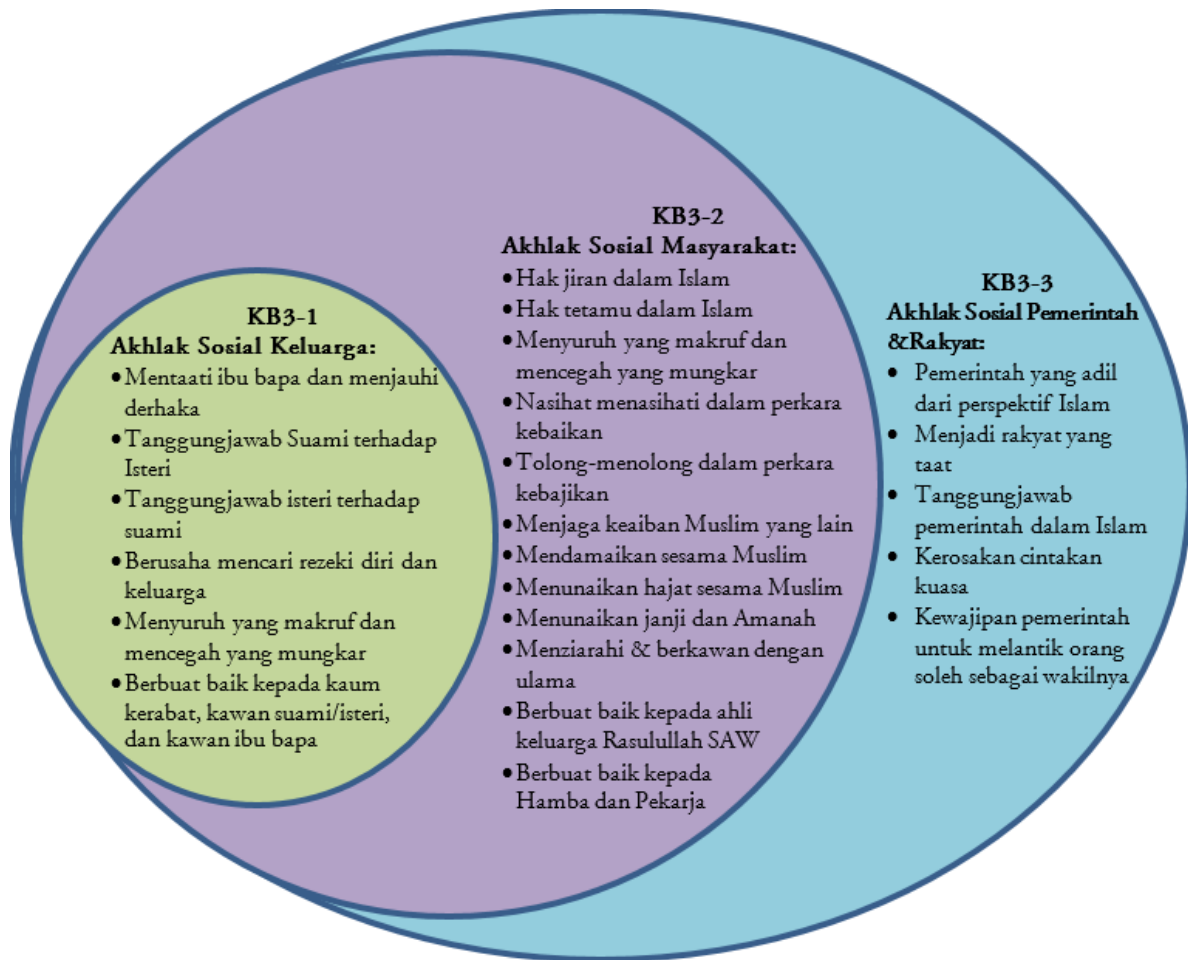 KB3-1
Akhlak Sosial Keluarga:
•Mentaati ibu bapa dan menjauhi
derhaka
•Tanggungjawab Suami terhadap
Isteri
•Tanggungjawab isteri terhadap
suami
•Berusaha mencari rezeki diri dan
keluarga
•Menyuruh yang makruf dan
mencegah yang mungkar
•Berbuat baik kepada kaum
kerabat, kawan suami/isteri,
dan kawan ibu bapa
KB3-2
Akhlak Sosial Masyarakat:
•Hak jiran dalam Islam
•Hak tetamu dalam Islam
•Menyuruh yang makruf dan
mencegah yang mungkar
•Nasihat menasihati dalam perkara
kebaikan
•Tolong-menolong dalam perkara
kebajikan
•Menjaga keaiban Muslim yang lain
•Mendamaikan sesama Muslim
•Menunaikan hajat sesama Muslim
•Menunaikan janji dan Amanah
•Menziarahi & berkawan dengan
ulama
•Berbuat baik kepada ahli
keluarga Rasulullah SAW
•Berbuat baik kepada
Hamba dan Pekarja
KB3-3
Akhlak Sosial Pemerintah
&Rakyat:
• Pemerintah yang adil
dari perspektif Islam
• Menjadi rakyat yang
taat
• Tanggungjawab
pemerintah dalam Islam
• Kerosakan cintakan
kuasa
• Kewajipan pemerintah
untuk melantik orang
soleh sebagai wakilnya